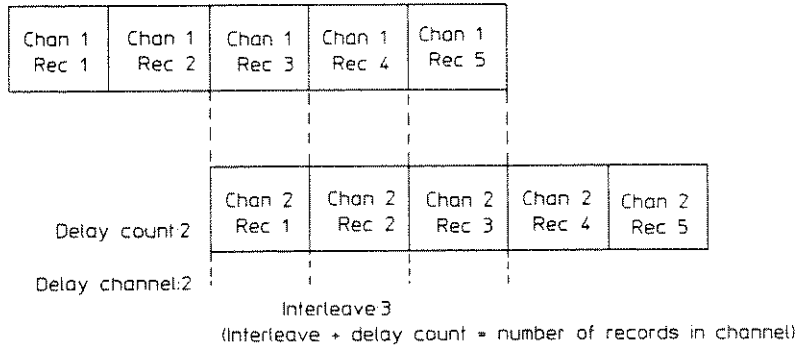 Chan 1 Chan 1 Chan 1 Chan 1 Chan 1
Rec 1 Rec 2 Rec 3 Rec 4 Rec 5
Chan 2 Chan 2 Chan 2 Chan 2 Chan 2
Rec 1 Rec 2 Rec 3 Rec 4 Rec 5
Delay count:2
Delay channel:2
Interleave:3
(Interleave + delay count = number of records in channel)